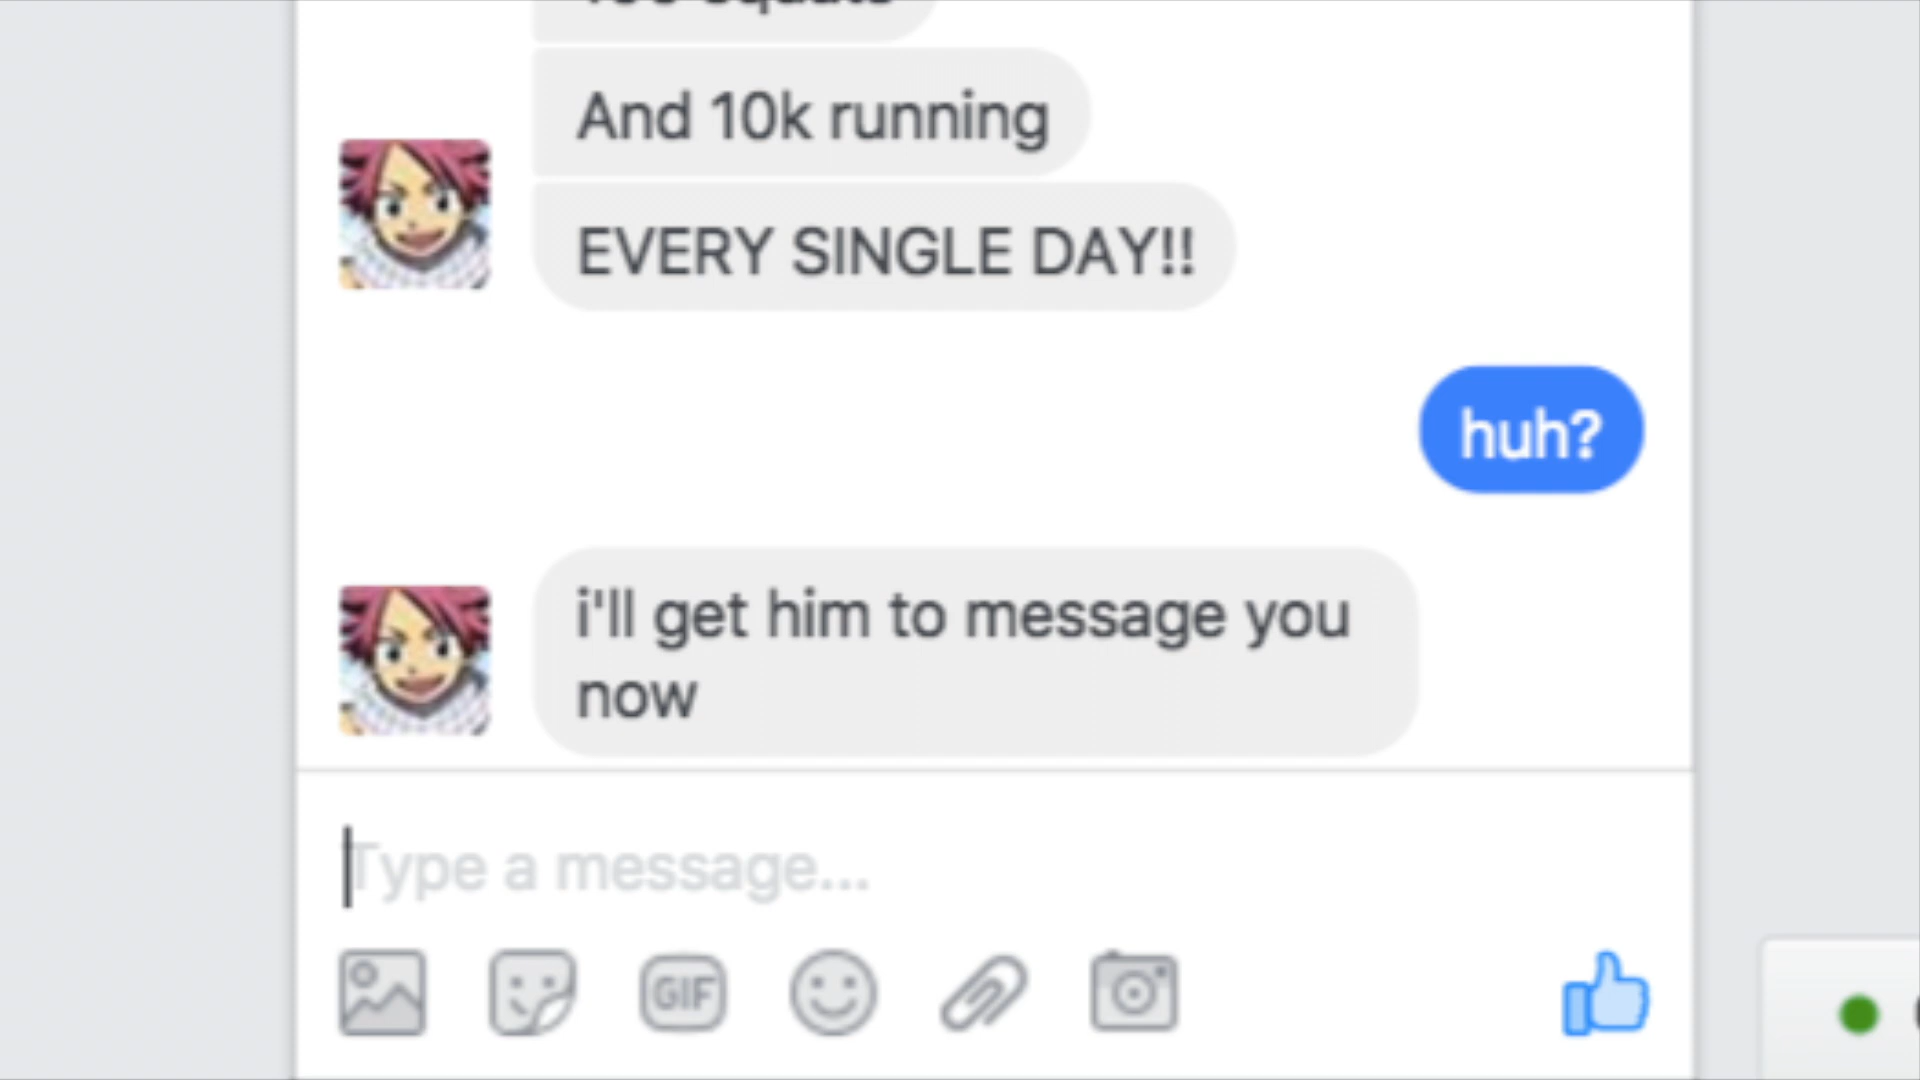 And 10k running
EVERY SINGLE DAY!!
huh?
i'll get him to message you
now
Type a message...
GIF